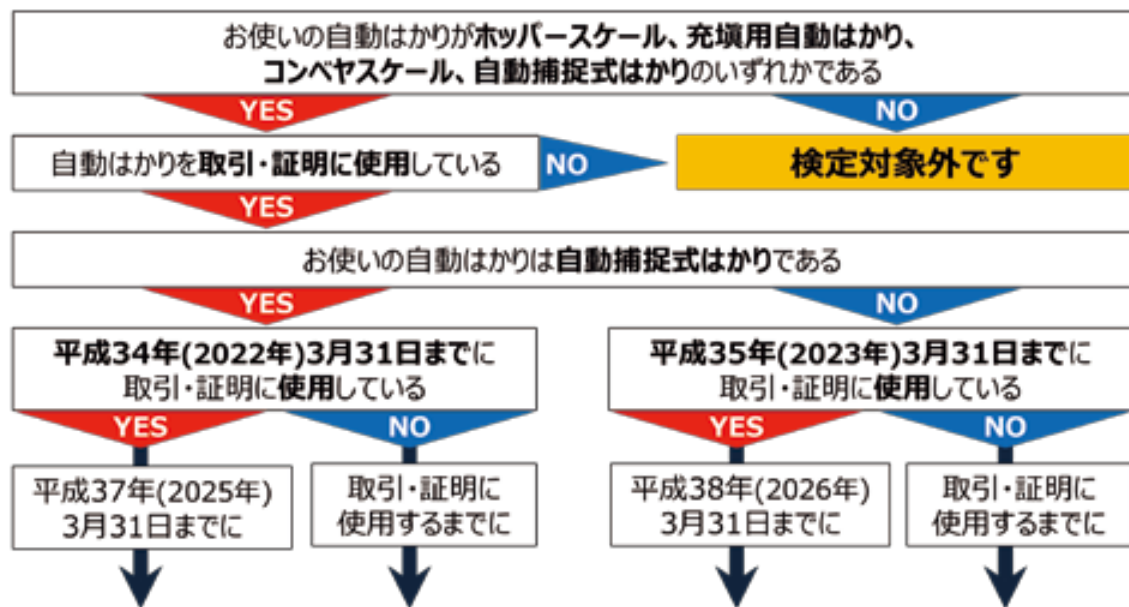 お使いの自動はかりがホッパースケール、充塡用自動はかり、
コンベヤスケール、自動捕捉式はかりのいずれかである
YES
NO
自動はかりを取引・証明に使用している
NO
検定対象外です
YES
お使いの自動はかりは自動捕捉式はかりである
YES
NO
平成34年(2022年)3月31日までに
取引・証明に使用している
平成35年(2023年)3月31日までに
取引・証明に使用している
YES
NO
YES
NO
平成37年(2025年)
3月31日までに
取引・証明に
使用するまでに
平成38年(2026年)
3月31日までに
取引・証明に
使用するまでに